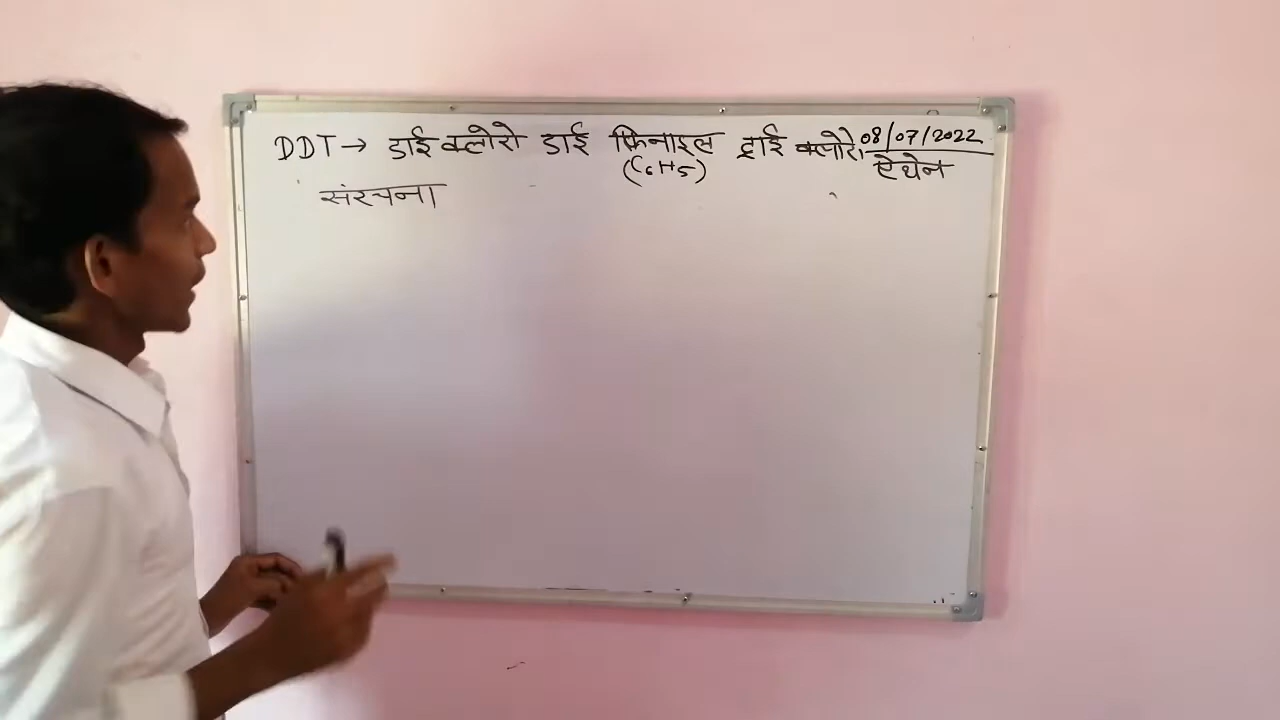 DDT → डाई क्लोरो डाई फिनाइल ट्राई क्लोरो 08/07/2022
(C₆H₅) ऐथेन
संरचना